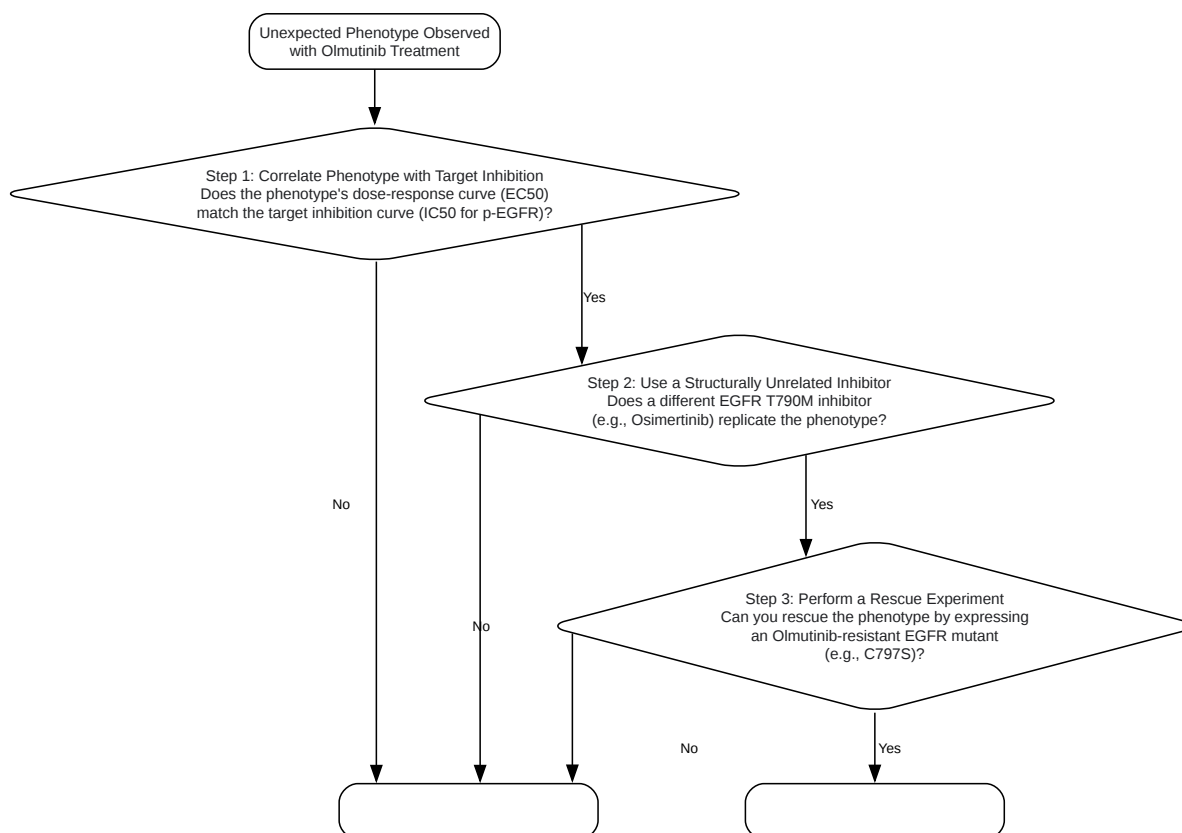 Unexpected Phenotype Observed
with Olmutinib Treatment
Step 1: Correlate Phenotype with Target Inhibition
Does the phenotype's dose-response curve (EC50)
match the target inhibition curve (IC50 for p-EGFR)?
Yes
Step 2: Use a Structurally Unrelated Inhibitor
Does a different EGFR T790M inhibitor
(e.g., Osimertinib) replicate the phenotype?
No
Yes
Step 3: Perform a Rescue Experiment
Can you rescue the phenotype by expressing
an Olmutinib-resistant EGFR mutant
(e.g., C797S)?
No
No
Yes